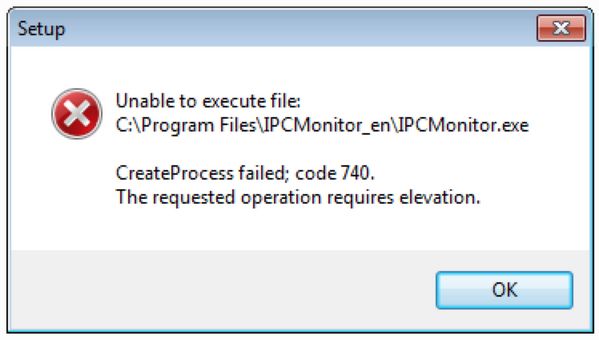 Setup
Unable to execute file:
C:\Program Files\IPCMonitor_en\IPCMonitor.exe
CreateProcess failed; code 740.
The requested operation requires elevation.
OK